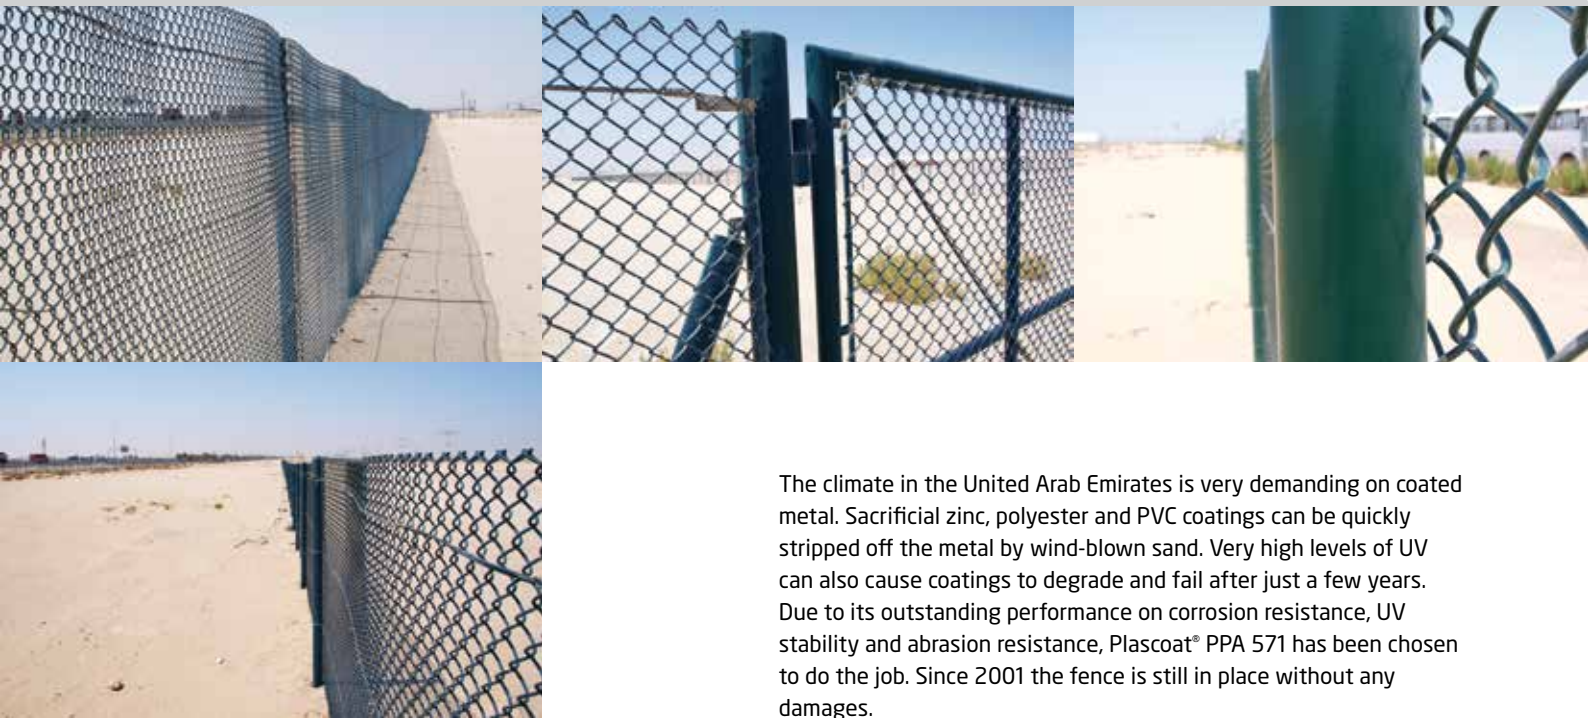 The climate in the United Arab Emirates is very demanding on coated
metal. Sacrificial zinc, polyester and PVC coatings can be quickly
stripped off the metal by wind-blown sand. Very high levels of UV
can also cause coatings to degrade and fail after just a few years.
Due to its outstanding performance on corrosion resistance, UV
stability and abrasion resistance, Plascoat® PPA 571 has been chosen
to do the job. Since 2001 the fence is still in place without any
damages.